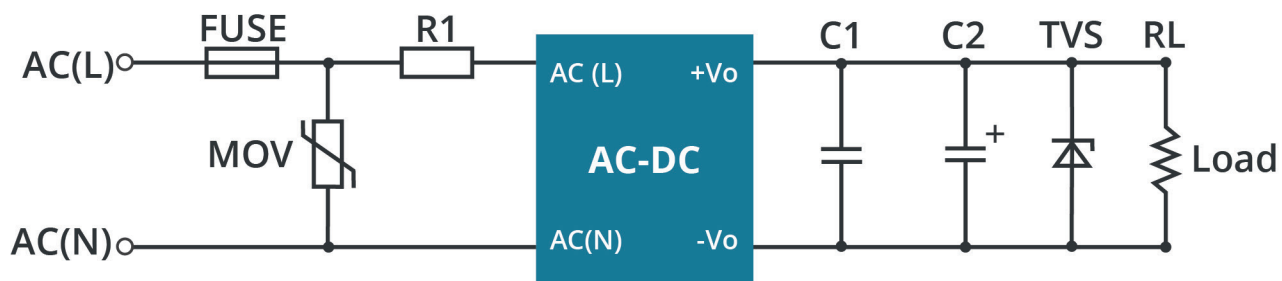 FUSE
R1
C1
C2
TVS
RL
AC(L)
AC (L)
+Vo
MOV
AC-DC
+
Load
AC(N)
AC(N)
-Vo